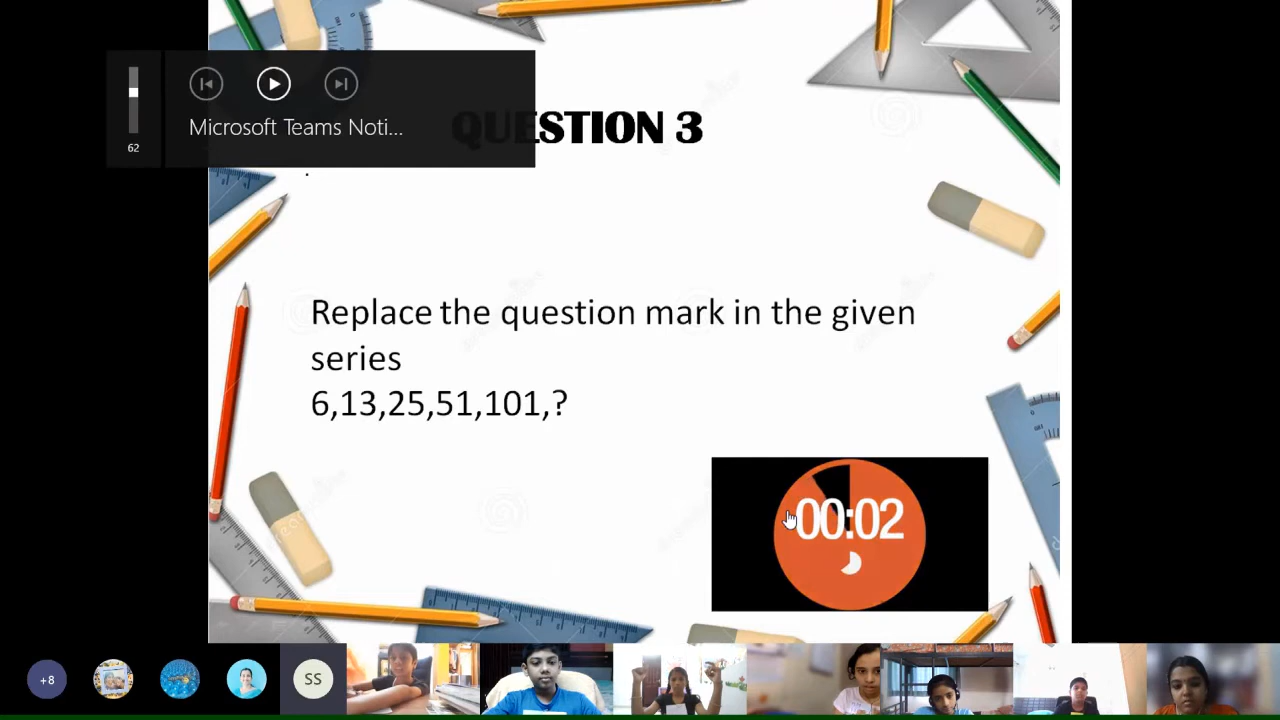 Microsoft Teams Noti...
62
QUESTION 3
Replace the question mark in the given
series
6,13,25,51,101,?
00:02
+8
SS